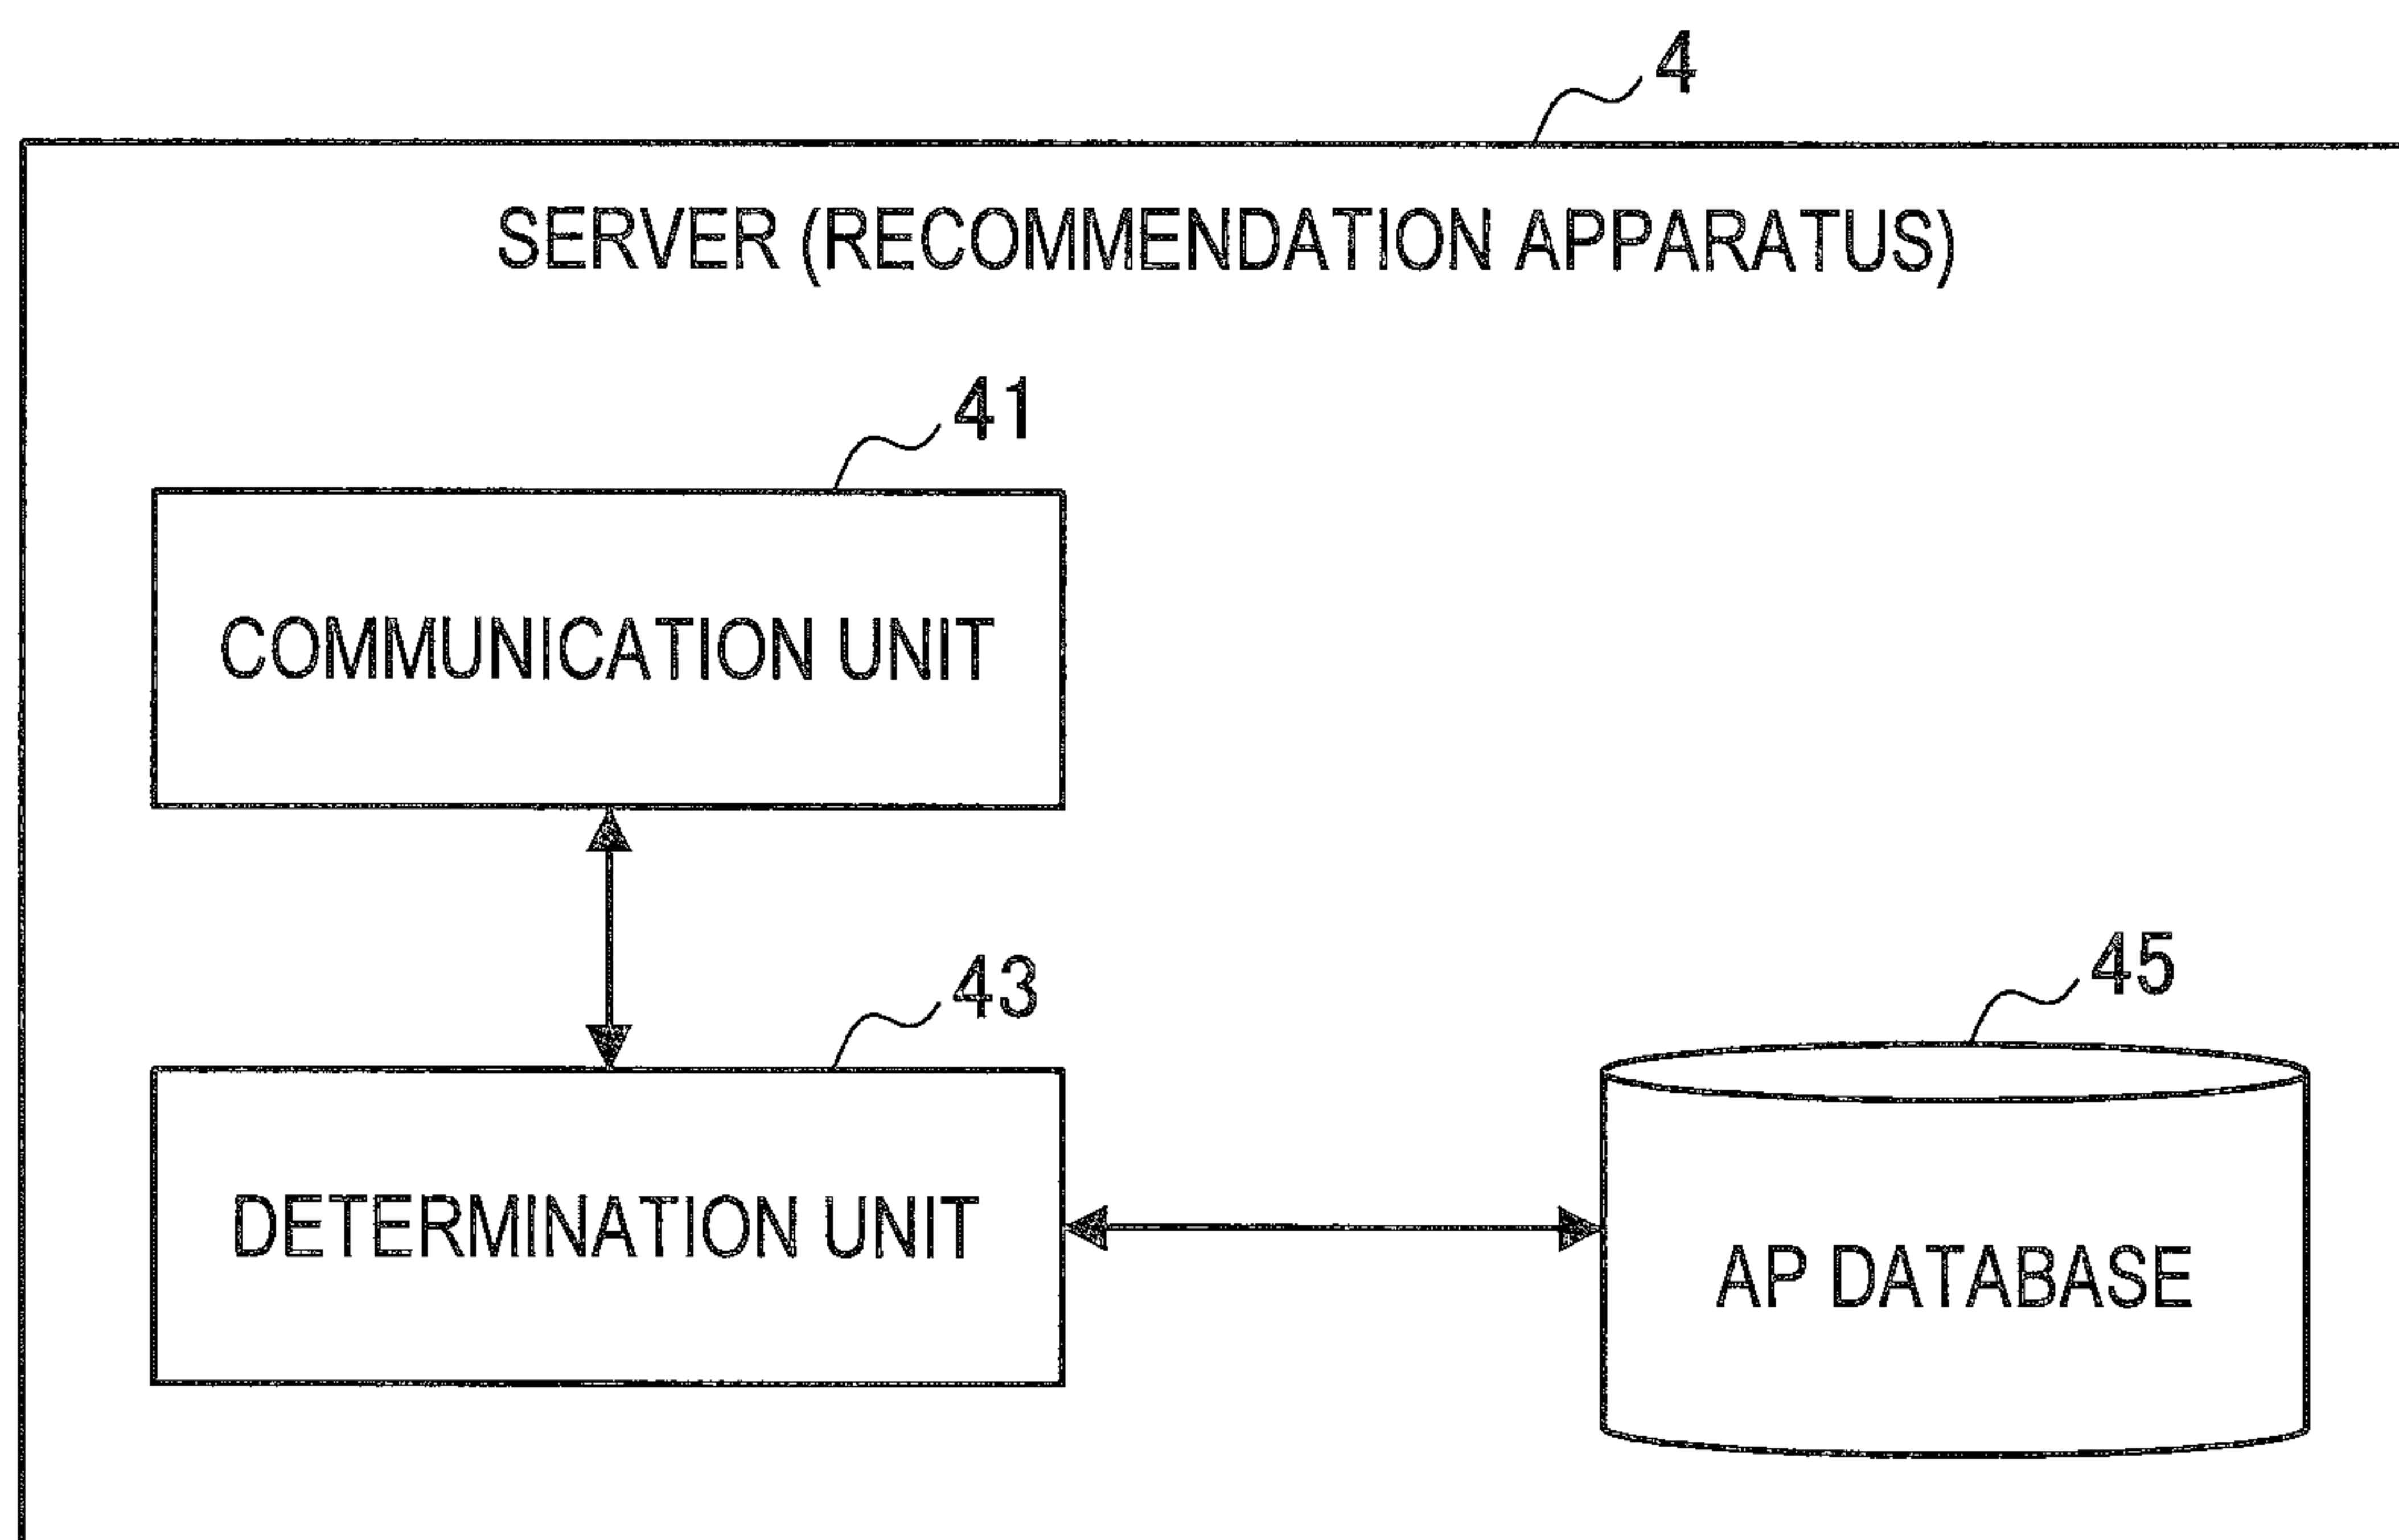 4
SERVER (RECOMMENDATION APPARATUS)
41
COMMUNICATION UNIT
43
DETERMINATION UNIT
45
AP DATABASE